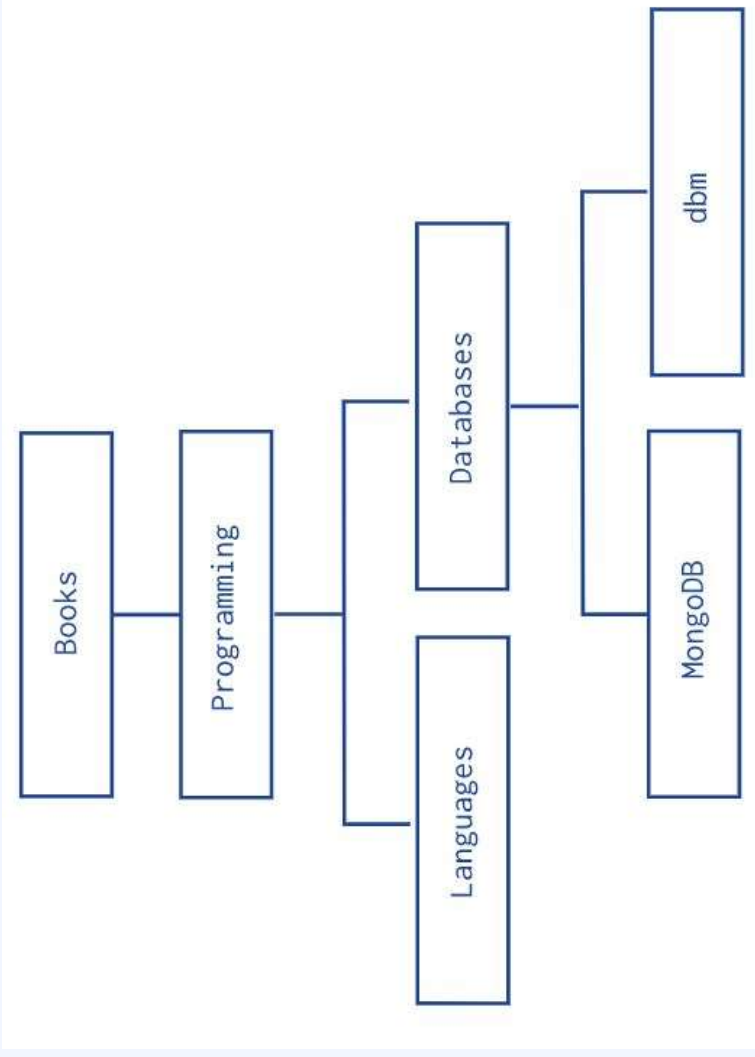 Books
Programming
Languages
Databases
MongoDB
dbm